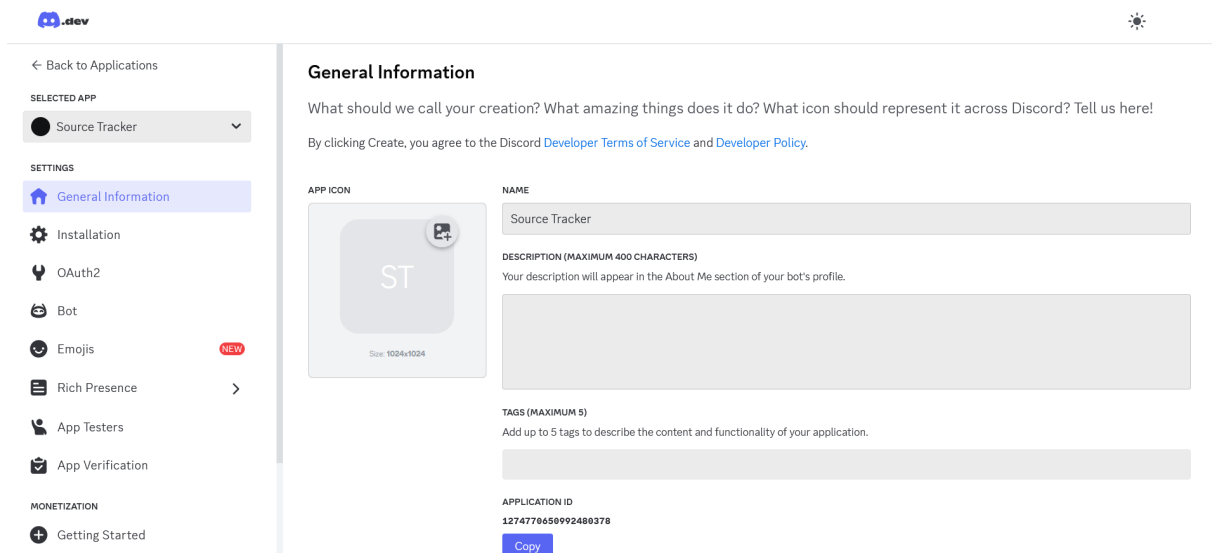 .dev
Back to Applications
SELECTED APP
Source Tracker
SETTINGS
General Information
Installation
OAuth2
Bot
Emojis
NEW
Rich Presence
App Testers
App Verification
MONETIZATION
Getting Started
General Information
What should we call your creation? What amazing things does it do? What icon should represent it across Discord? Tell us here!
By clicking Create, you agree to the Discord Developer Terms of Service and Developer Policy.
APP ICON
ST
Size: 1024x1024
NAME
Source Tracker
DESCRIPTION (MAXIMUM 400 CHARACTERS)
Your description will appear in the About Me section of your bot's profile.
TAGS (MAXIMUM 5)
Add up to 5 tags to describe the content and functionality of your application.
APPLICATION ID
1274770650992480378
Copy